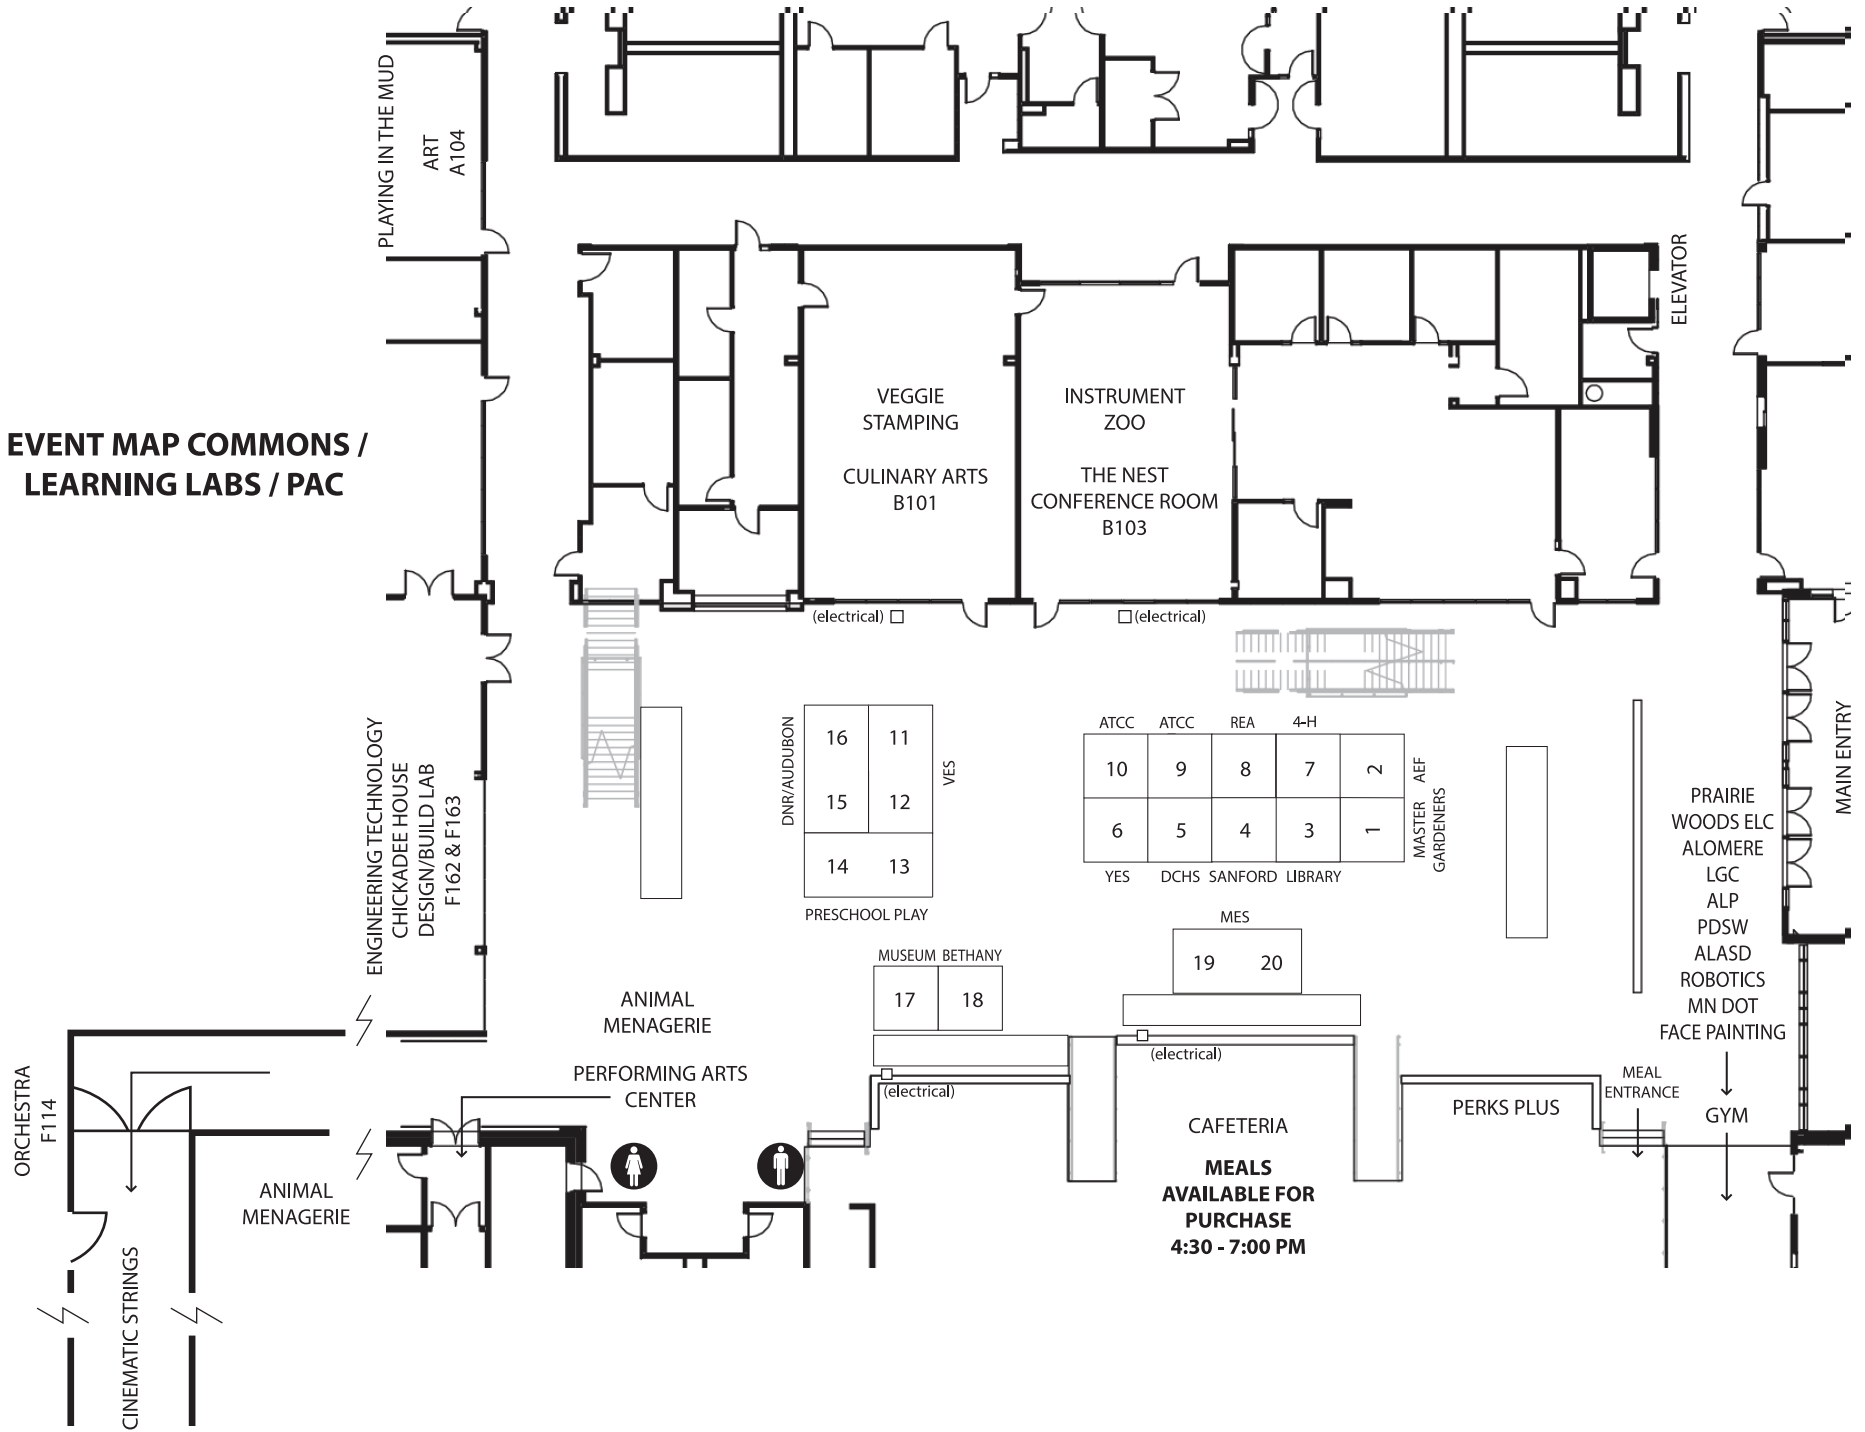 PLAYING IN THE MUD
ART
A104
ELEVATOR
EVENT MAP COMMONS /
LEARNING LABS / PAC
VEGGIE
STAMPING
CULINARY ARTS
B101
INSTRUMENT
ZOO
THE NEST
CONFERENCE ROOM
B103
(electrical)
(electrical)
ENGINEERING TECHNOLOGY
CHICKADEE HOUSE
DESIGN/BUILD LAB
F162 & F163
DNR/AUDUBON
16
11
15
12
14
13
VES
PRESCHOOL PLAY
ATCC
ATCC
REA
4-H
10
9
8
7
2
6
5
4
3
1
AEF
MASTER
GARDENERS
YES
DCHS
SANFORD
LIBRARY
MES
19
20
MUSEUM
BETHANY
17
18
(electrical)
(electrical)
MAIN ENTRY
PRAIRIE
WOODS ELC
ALOMERE
LGC
ALP
PDSW
ALASD
ROBOTICS
MN DOT
FACE PAINTING
GYM
MEAL
ENTRANCE
PERKS PLUS
CAFETERIA
MEALS
AVAILABLE FOR
PURCHASE
4:30 - 7:00 PM
ANIMAL
MENAGERIE
PERFORMING ARTS
CENTER
ORCHESTRA
F114
ANIMAL
MENAGERIE
CINEMATIC STRINGS